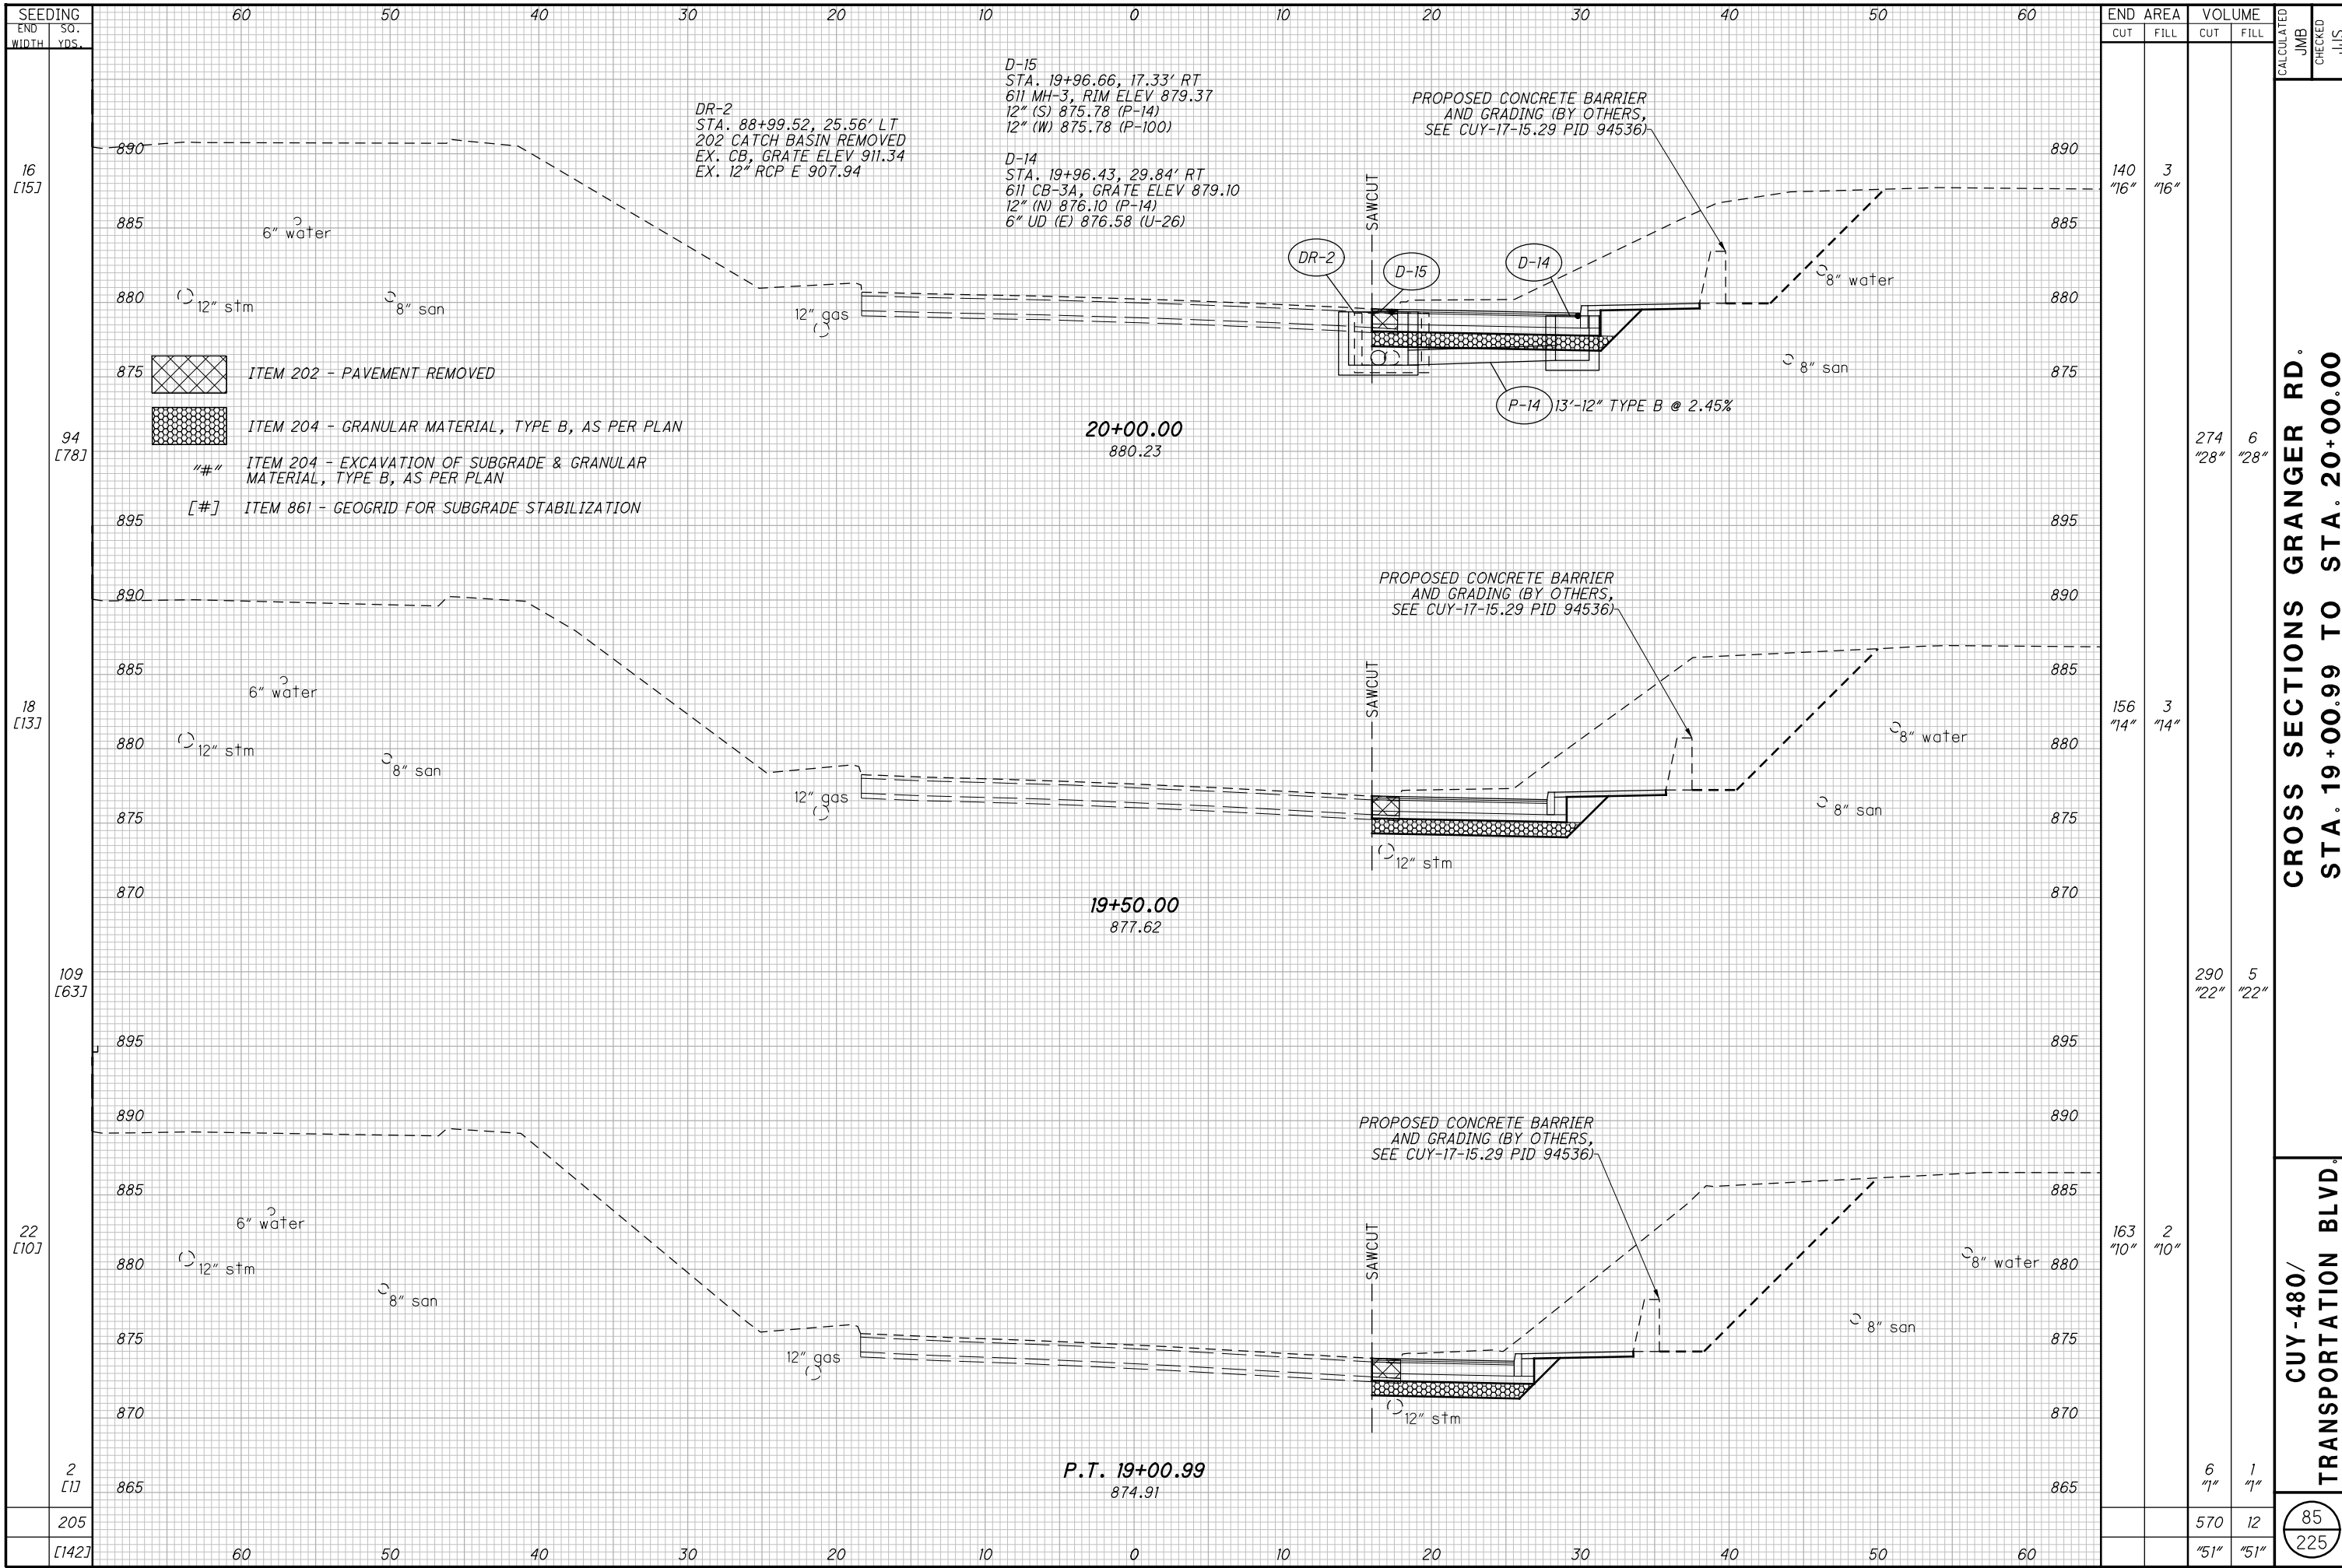 SEEDING
END WIDTH
SQ. YDS.
60 50 40 30 20 10 0 10 20 30 40 50 60
END AREA
VOLUME
CUT FILL CUT FILL
CALCULATED
JMB
CHECKED
JJS
D-15
STA. 19+96.66, 17.33' RT
611 MH-3, RIM ELEV 879.37
12" (S) 875.78 (P-14)
12" (W) 875.78 (P-100)
DR-2
STA. 88+99.52, 25.56' LT
202 CATCH BASIN REMOVED
EX. CB, GRATE ELEV 911.34
EX. 12" RCP E 907.94
D-14
STA. 19+96.43, 29.84' RT
611 CB-3A, GRATE ELEV 879.10
12" (N) 876.10 (P-14)
6" UD (E) 876.58 (U-26)
PROPOSED CONCRETE BARRIER
AND GRADING (BY OTHERS,
SEE CUY-17-15.29 PID 94536)
890 890
16
[15]
140 3
"16" "16"
SAWCUT
885 885
6" water
DR-2
D-15
D-14
8" water
880 880
12" stm
8" san
12" gas
875 875
8" san
ITEM 202 - PAVEMENT REMOVED
P-14
13'-12" TYPE B @ 2.45%
ITEM 204 - GRANULAR MATERIAL, TYPE B, AS PER PLAN
20+00.00
880.23
94
[78]
274 6
"28" "28"
"#"
ITEM 204 - EXCAVATION OF SUBGRADE & GRANULAR
MATERIAL, TYPE B, AS PER PLAN
[#]
ITEM 861 - GEOGRID FOR SUBGRADE STABILIZATION
895 895
PROPOSED CONCRETE BARRIER
AND GRADING (BY OTHERS,
SEE CUY-17-15.29 PID 94536)
890 890
885 885
SAWCUT
6" water
18
[13]
156 3
"14" "14"
880 880
12" stm
8" san
8" water
12" gas
875 875
8" san
12" stm
870 870
19+50.00
877.62
109
[63]
290 5
"22" "22"
895 895
890 890
PROPOSED CONCRETE BARRIER
AND GRADING (BY OTHERS,
SEE CUY-17-15.29 PID 94536)
885 885
6" water
22
[10]
163 2
"10" "10"
SAWCUT
880 880
12" stm
8" san
8" water
875 875
12" gas
8" san
870 870
12" stm
P.T. 19+00.99
874.91
2
[1]
6 1
"1" "1"
865 865
205
570 12
[142]
"51" "51"
60 50 40 30 20 10 0 10 20 30 40 50 60
CROSS SECTIONS GRANGER RD.
STA. 19+00.99 TO STA. 20+00.00
CUY-480/
TRANSPORTATION BLVD.
85
225